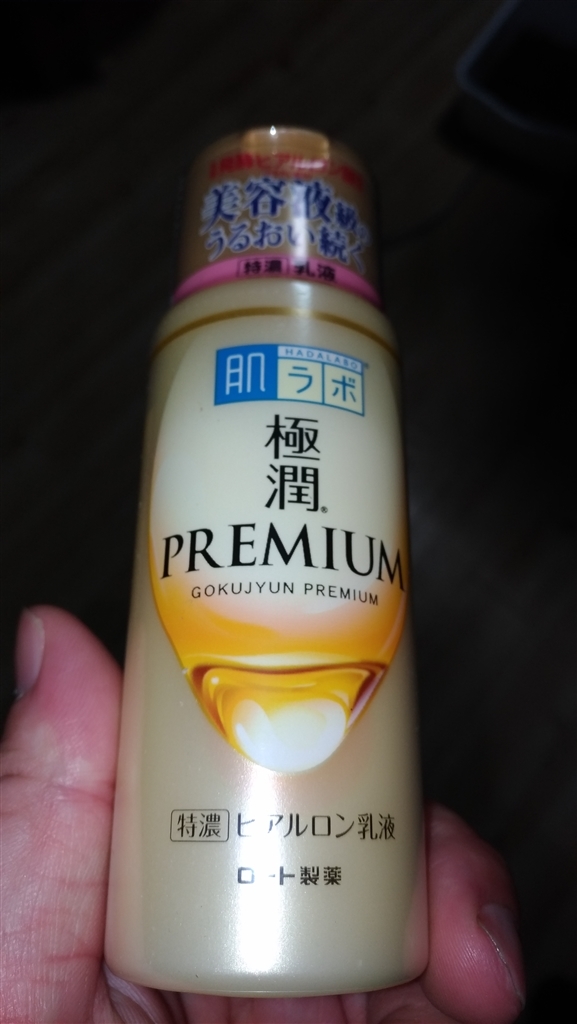 美容液級の
うるおい続く
特濃 乳液
HADALABO
肌ラボ®
極
潤®
PREMIUM
GOKUJYUN PREMIUM
特濃 ヒアルロン乳液
ロート製薬